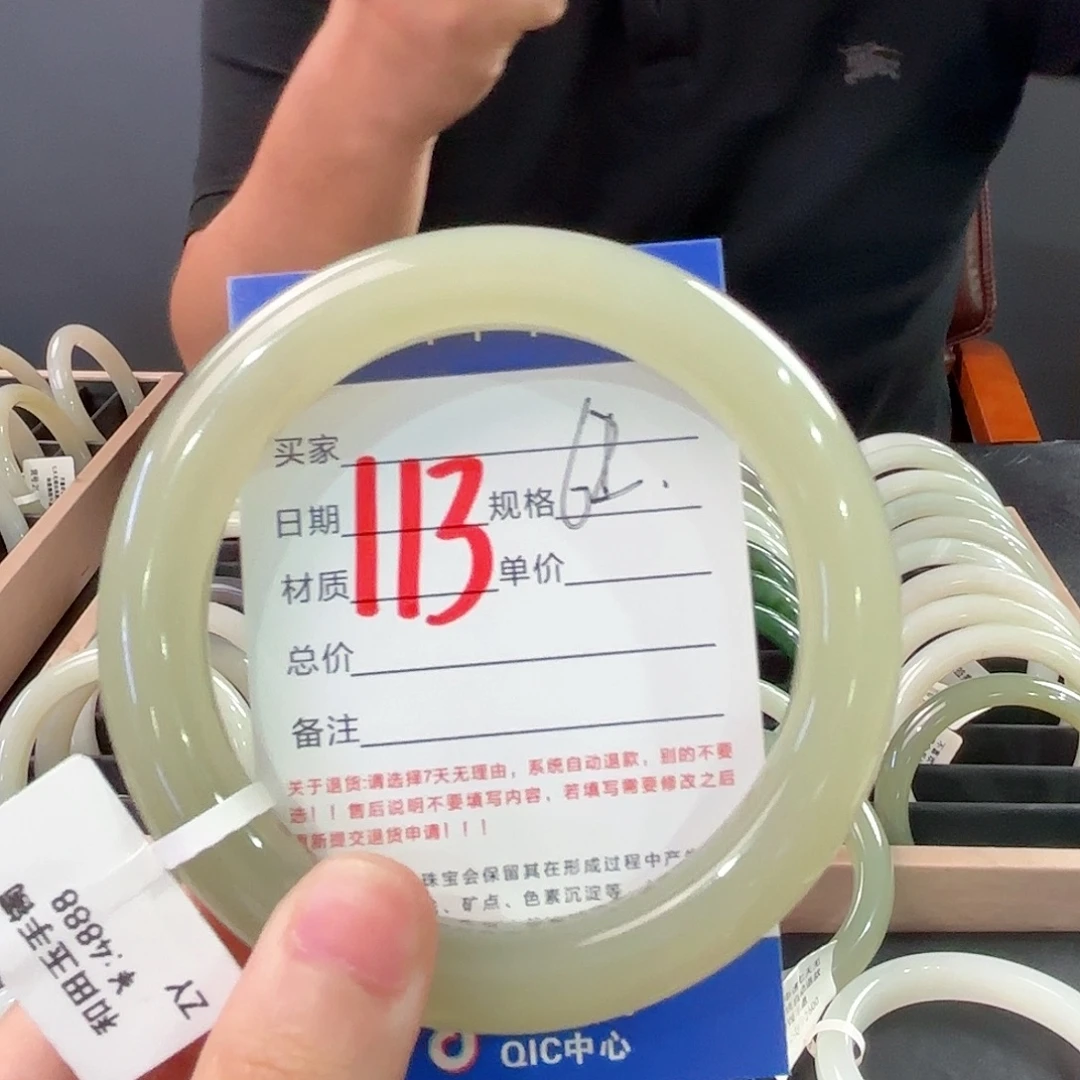 买家
日期 113 规格
材质 单价
总价
备注
关于退货:请选择7天无理由，系统自动退款，别的不要
选！！售后说明不要填写内容，若填写需要修改之后
重新提交退货申请！！！
珠宝会保留其在形成过程中产生
、矿点、色素沉淀等
QIC中心
ZY
和田玉手镯
¥:48888